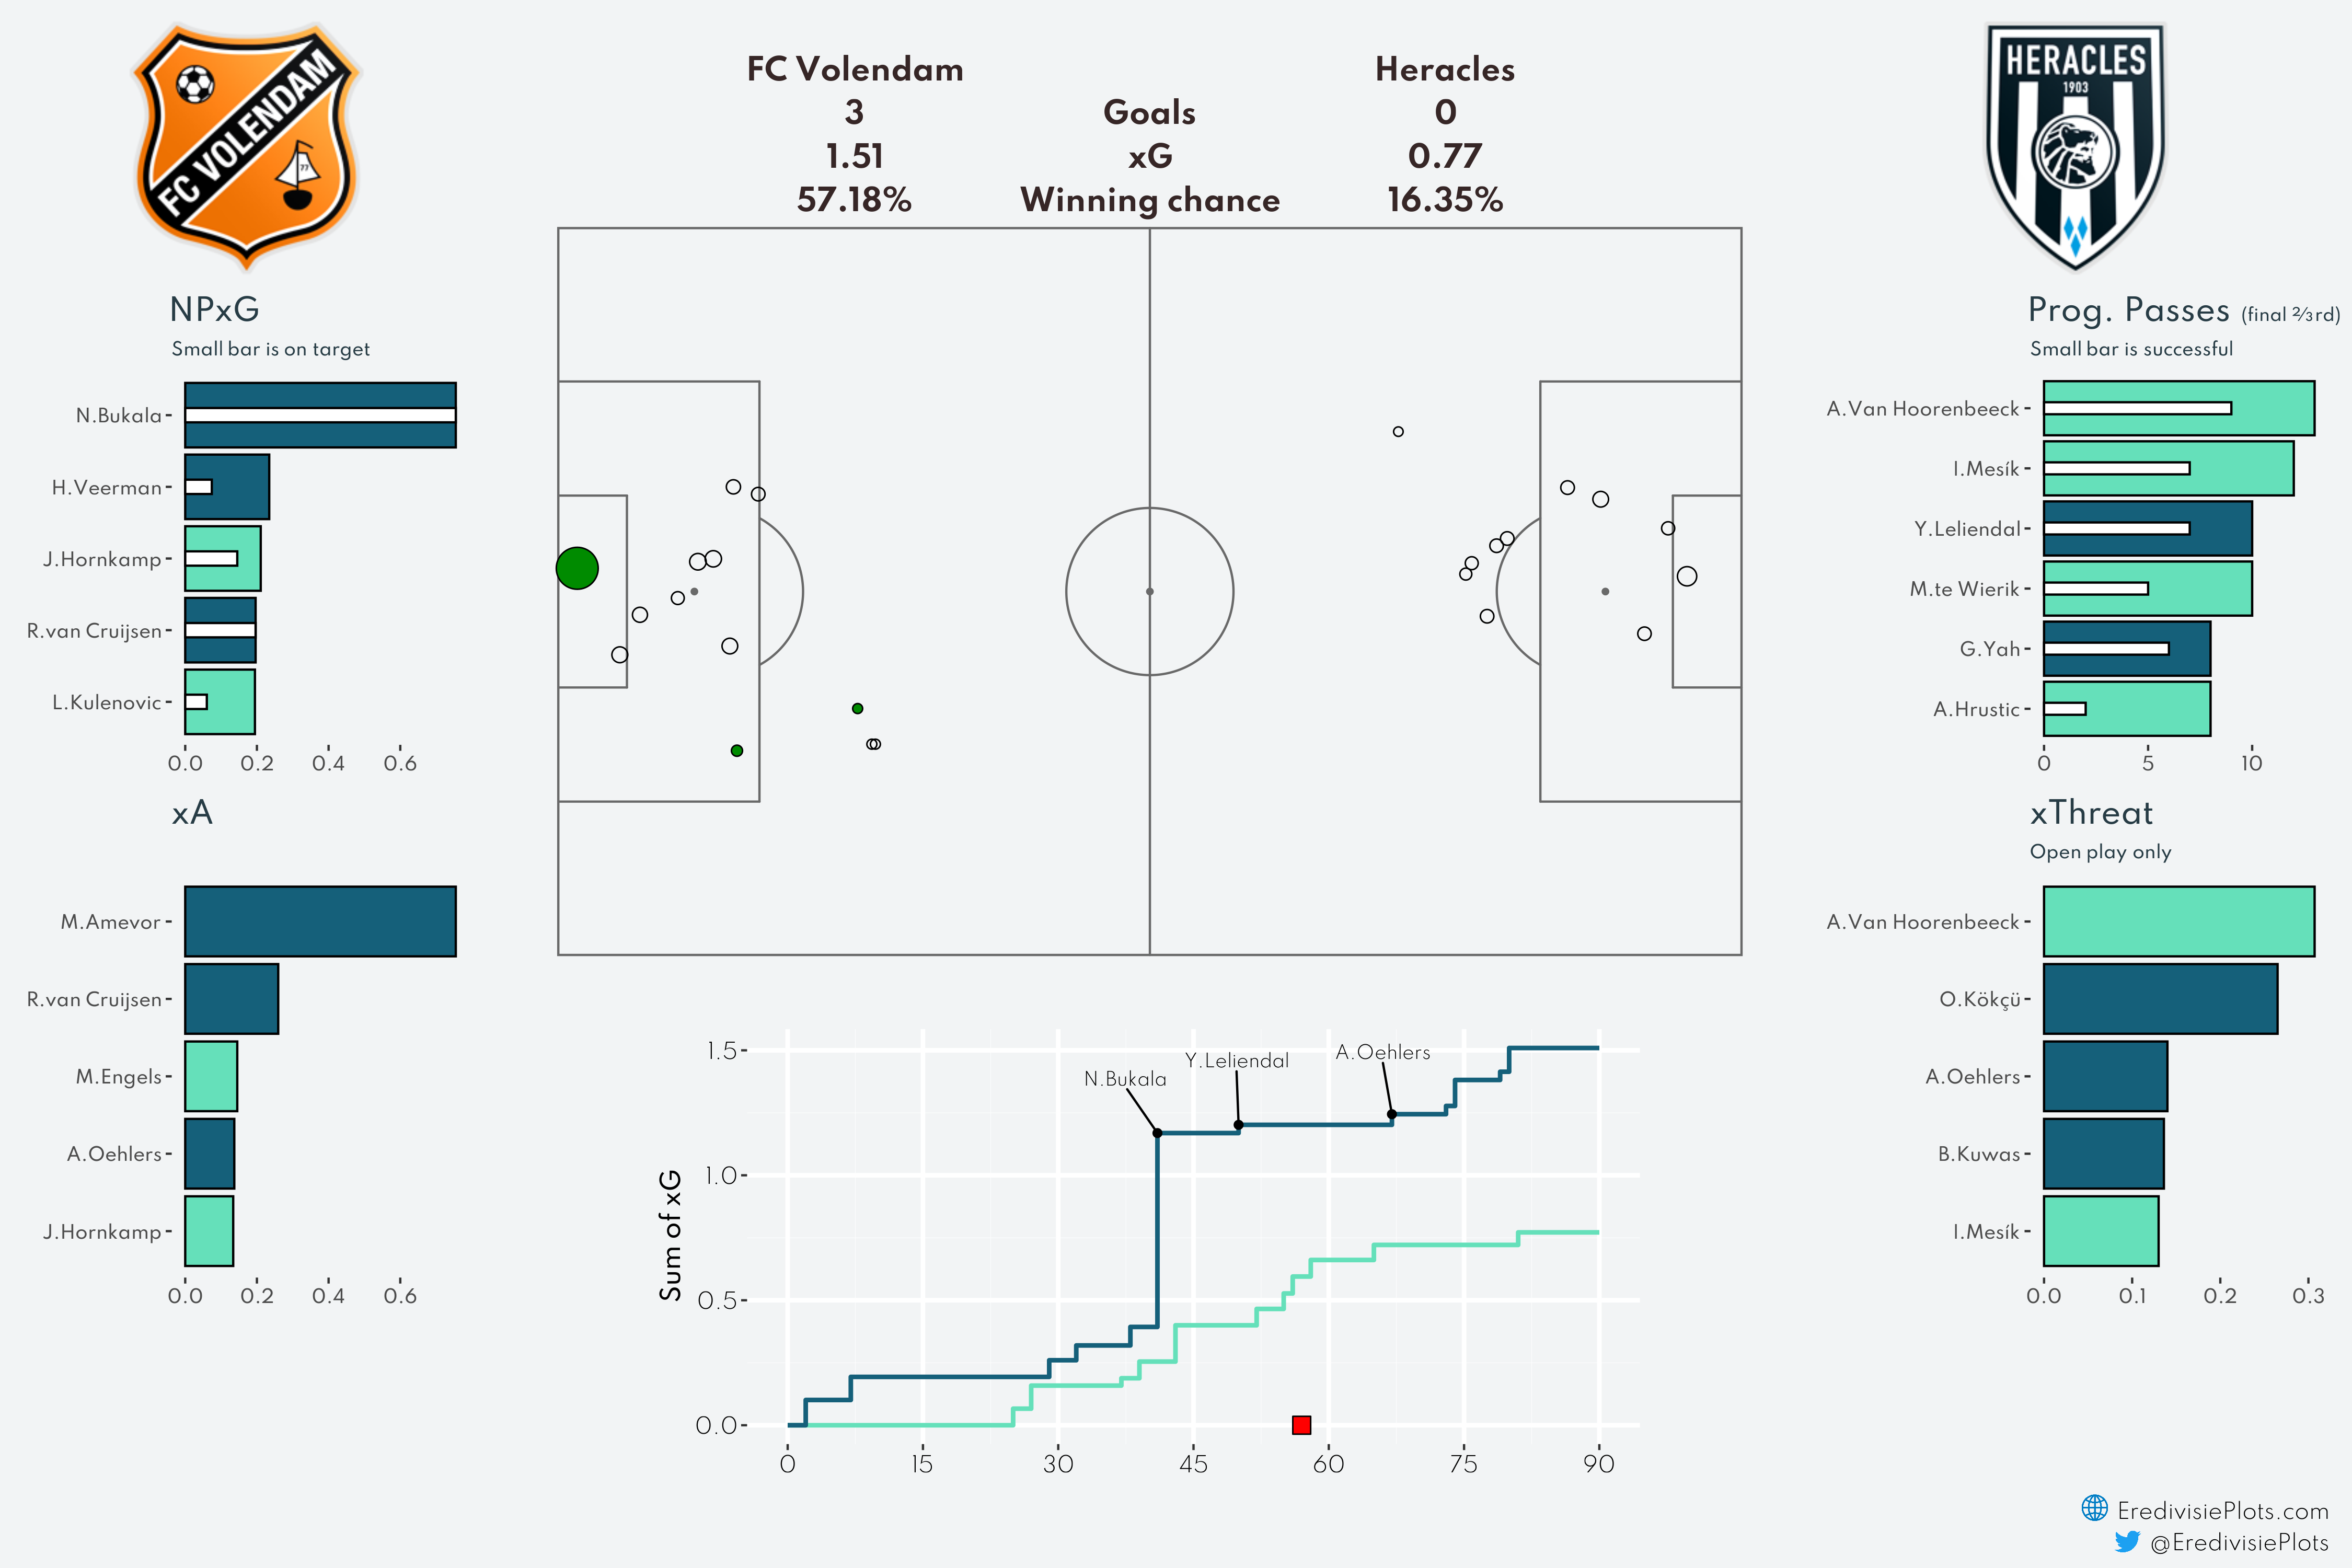 FC VOLENDAM
77
FC Volendam
Heracles
3
Goals
0
1.51
xG
0.77
57.18%
Winning chance
16.35%
HERACLES
1903
NPxG
Small bar is on target
N.Bukala
H.Veerman
J.Hornkamp
R.van Cruijsen
L.Kulenovic
0.0 0.2 0.4 0.6
xA
M.Amevor
R.van Cruijsen
M.Engels
A.Oehlers
J.Hornkamp
0.0 0.2 0.4 0.6
Sum of xG
1.5
1.0
0.5
0.0
N.Bukala
Y.Leliendal
A.Oehlers
0 15 30 45 60 75 90
Prog. Passes (final ⅔rd)
Small bar is successful
A.Van Hoorenbeeck
I.Mesík
Y.Leliendal
M.te Wierik
G.Yah
A.Hrustic
0 5 10
xThreat
Open play only
A.Van Hoorenbeeck
O.Kökçü
A.Oehlers
B.Kuwas
I.Mesík
0.0 0.1 0.2 0.3
EredivisiePlots.com
@EredivisiePlots